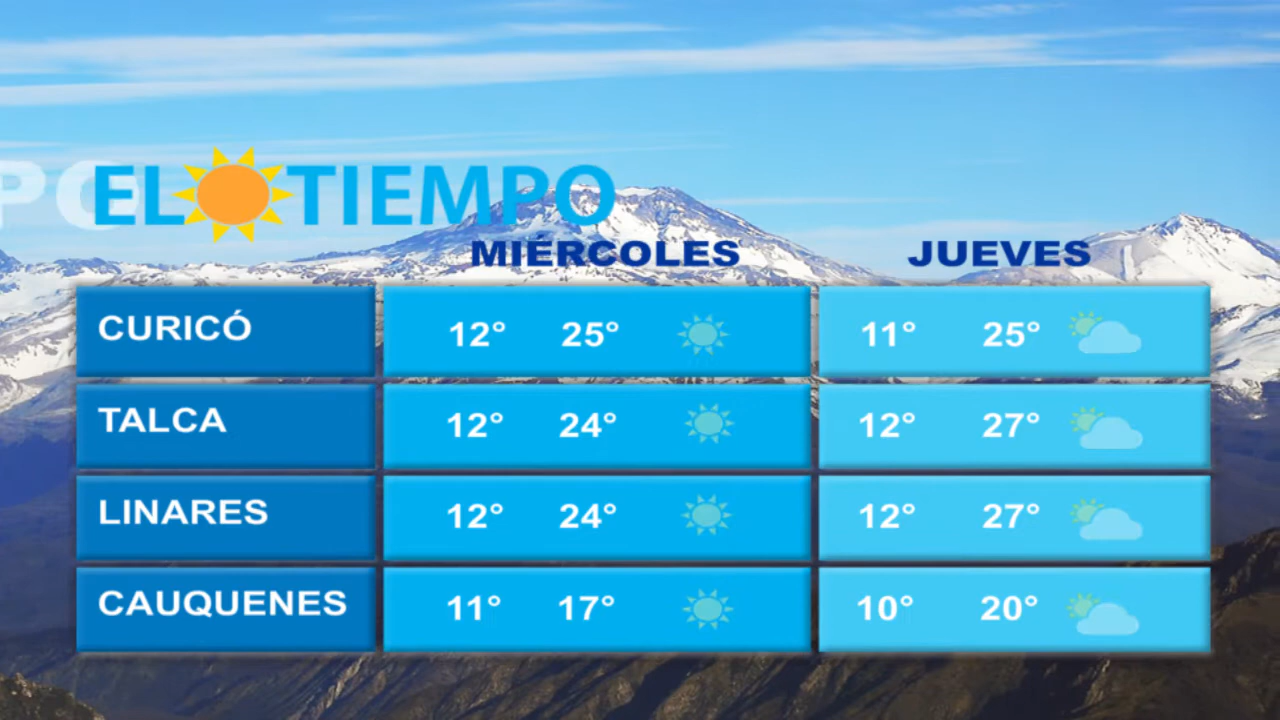 PO
EL TIEMPO
MIÉRCOLES JUEVES
CURICÓ 12° 25° 11° 25°
TALCA 12° 24° 12° 27°
LINARES 12° 24° 12° 27°
CAUQUENES 11° 17° 10° 20°